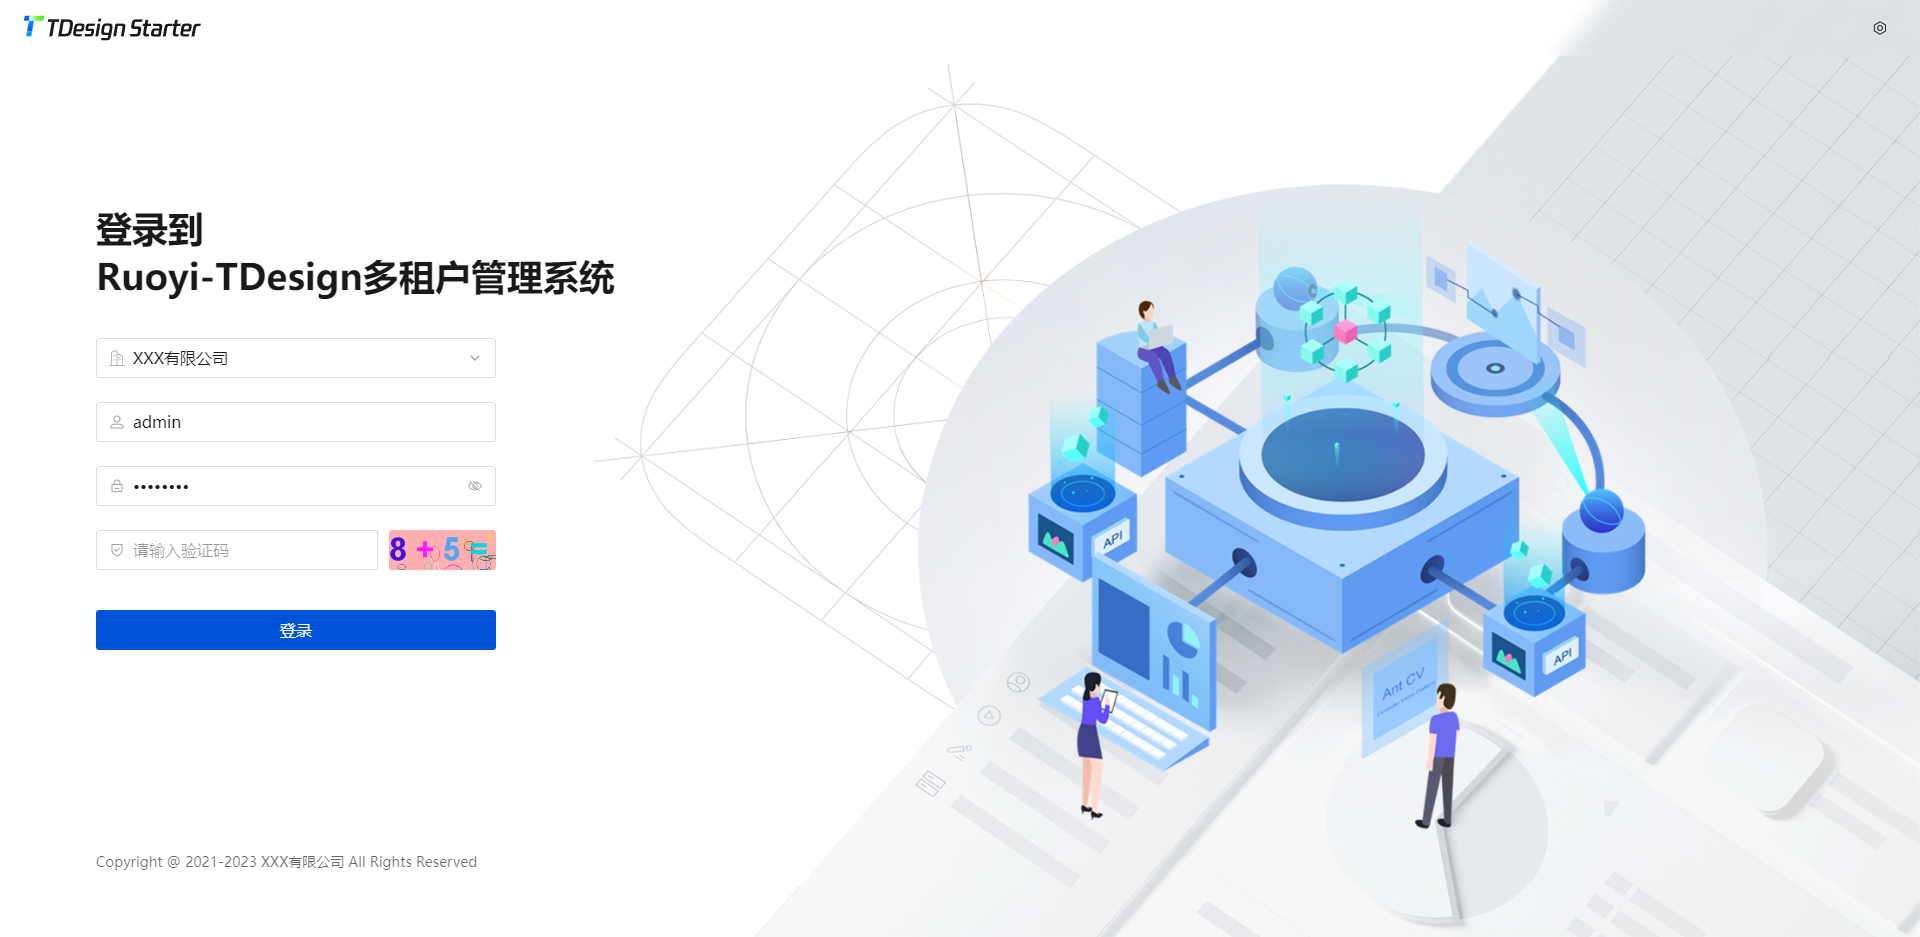 TDesign Starter
登录到
Ruoyi-TDesign多租户管理系统
XXX有限公司
admin
••••••••
请输入验证码
8 + 5 =
登录
Copyright @ 2021-2023 XXX有限公司 All Rights Reserved
API
API
Ant CV